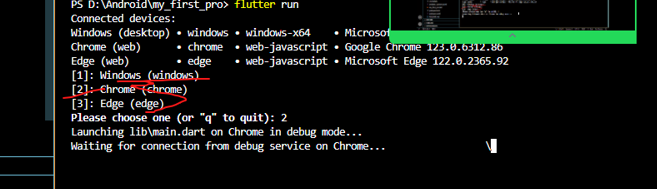 PS D:\Android\my_first_pro> flutter run
Connected devices:
Windows (desktop) • windows • windows-x64 • Microsof
Chrome (web) • chrome • web-javascript • Google Chrome 123.0.6312.86
Edge (web) • edge • web-javascript • Microsoft Edge 122.0.2365.92
[1]: Windows (windows)
[2]: Chrome (chrome)
[3]: Edge (edge)
Please choose one (or "q" to quit): 2
Launching lib\main.dart on Chrome in debug mode...
Waiting for connection from debug service on Chrome... \